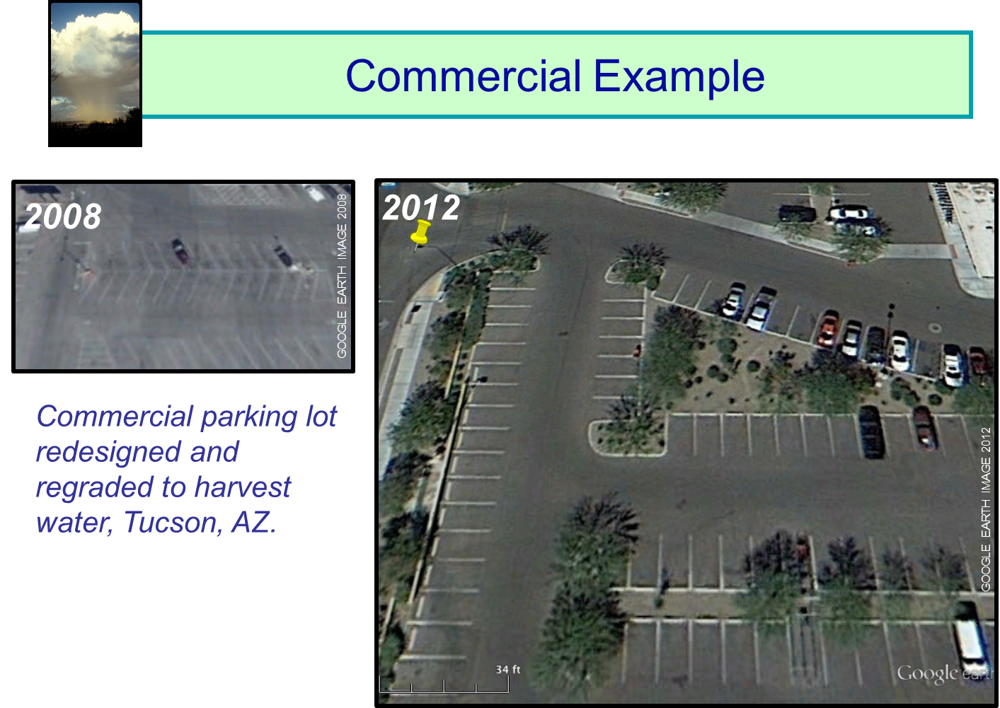 Commercial Example
2008
GOOGLE EARTH IMAGE 2008
2012
GOOGLE EARTH IMAGE 2012
Commercial parking lot
redesigned and
regraded to harvest
water, Tucson, AZ.
34 ft
Google earth